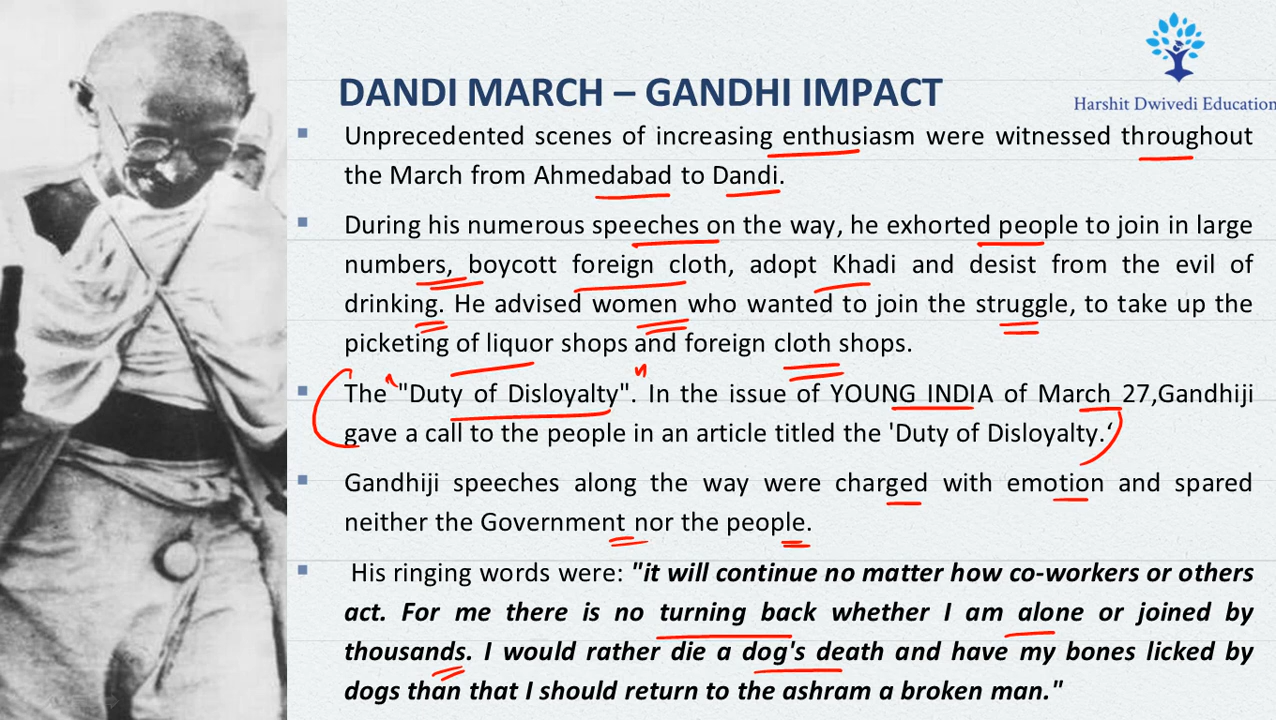 Harshit Dwivedi Education
DANDI MARCH – GANDHI IMPACT
Unprecedented scenes of increasing enthusiasm were witnessed throughout
the March from Ahmedabad to Dandi.
During his numerous speeches on the way, he exhorted people to join in large
numbers, boycott foreign cloth, adopt Khadi and desist from the evil of
drinking. He advised women who wanted to join the struggle, to take up the
picketing of liquor shops and foreign cloth shops.
The "Duty of Disloyalty". In the issue of YOUNG INDIA of March 27,Gandhiji
gave a call to the people in an article titled the 'Duty of Disloyalty.‘
Gandhiji speeches along the way were charged with emotion and spared
neither the Government nor the people.
His ringing words were: "it will continue no matter how co-workers or others
act. For me there is no turning back whether I am alone or joined by
thousands. I would rather die a dog's death and have my bones licked by
dogs than that I should return to the ashram a broken man."